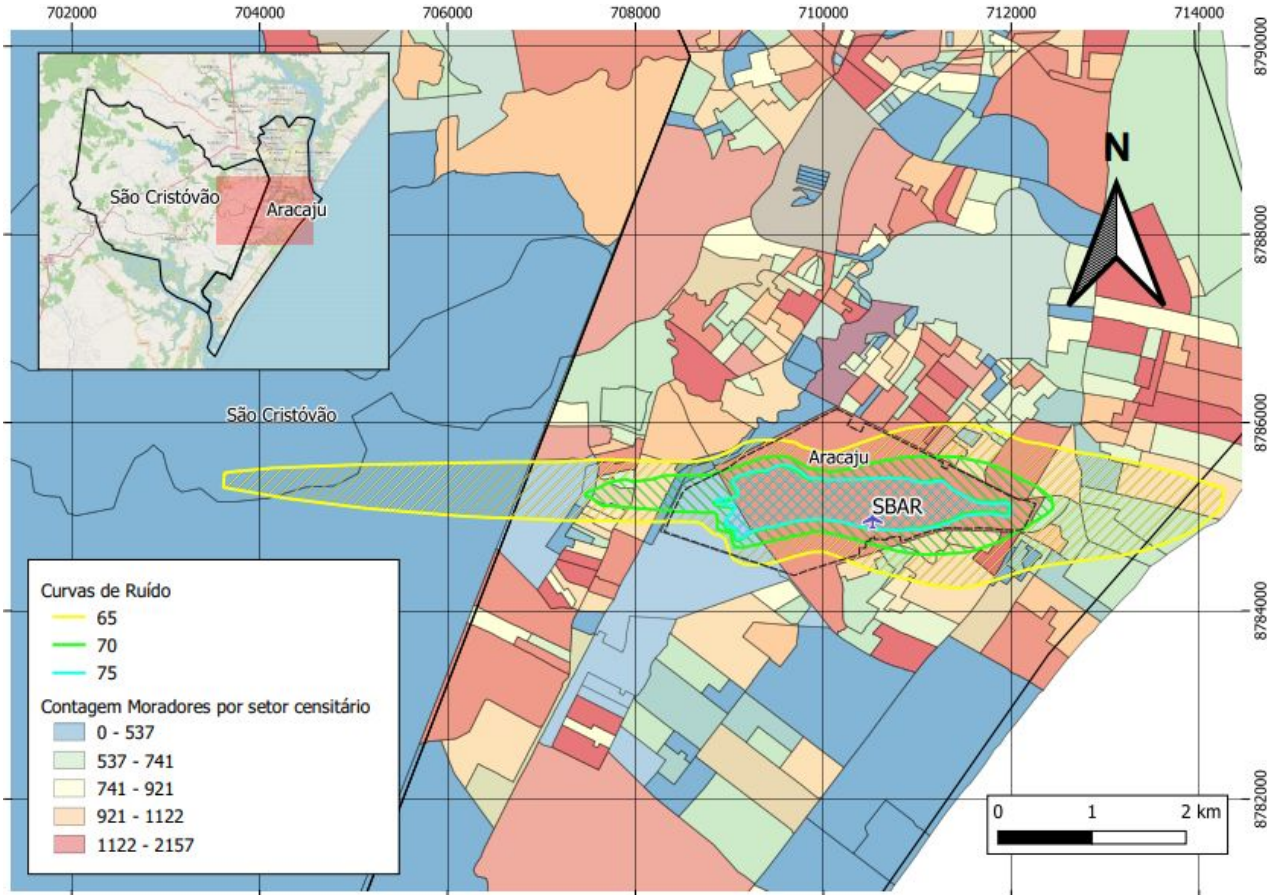 702000
704000
706000
708000
710000
712000
714000
8790000
8788000
8786000
8784000
8782000
São Cristóvão
Aracaju
N
São Cristóvão
Aracaju
SBAR
Curvas de Ruído
65
70
75
Contagem Moradores por setor censitário
0 - 537
537 - 741
741 - 921
921 - 1122
1122 - 2157
0 1 2 km